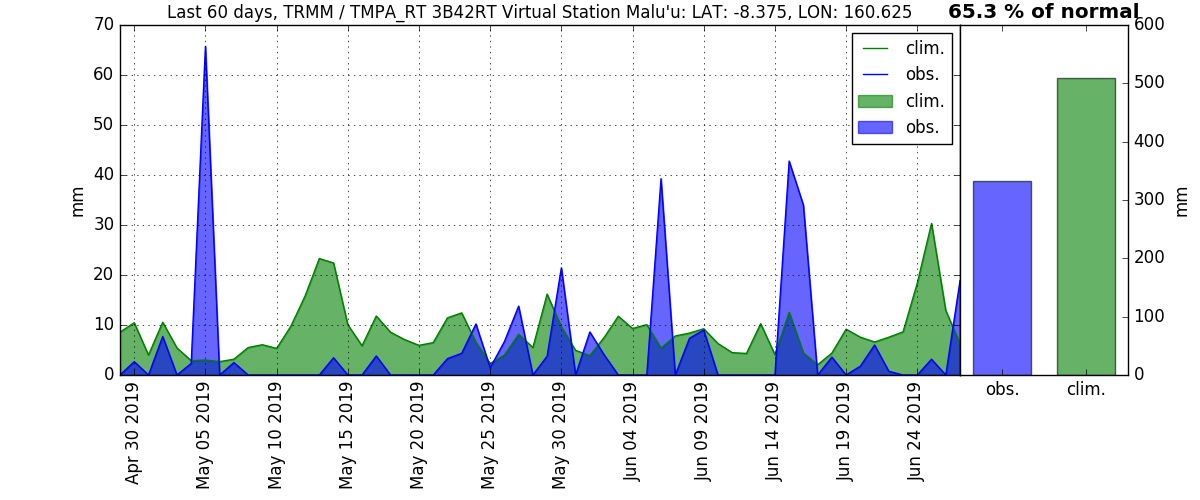 Last 60 days, TRMM / TMPA_RT 3B42RT Virtual Station Malu'u: LAT: -8.375, LON: 160.625
65.3 % of normal
70
60
50
40
30
20
10
0
mm
clim.
obs.
clim.
obs.
600
500
400
300
200
100
0
mm
obs.
clim.
Apr 30 2019
May 05 2019
May 10 2019
May 15 2019
May 20 2019
May 25 2019
May 30 2019
Jun 04 2019
Jun 09 2019
Jun 14 2019
Jun 19 2019
Jun 24 2019